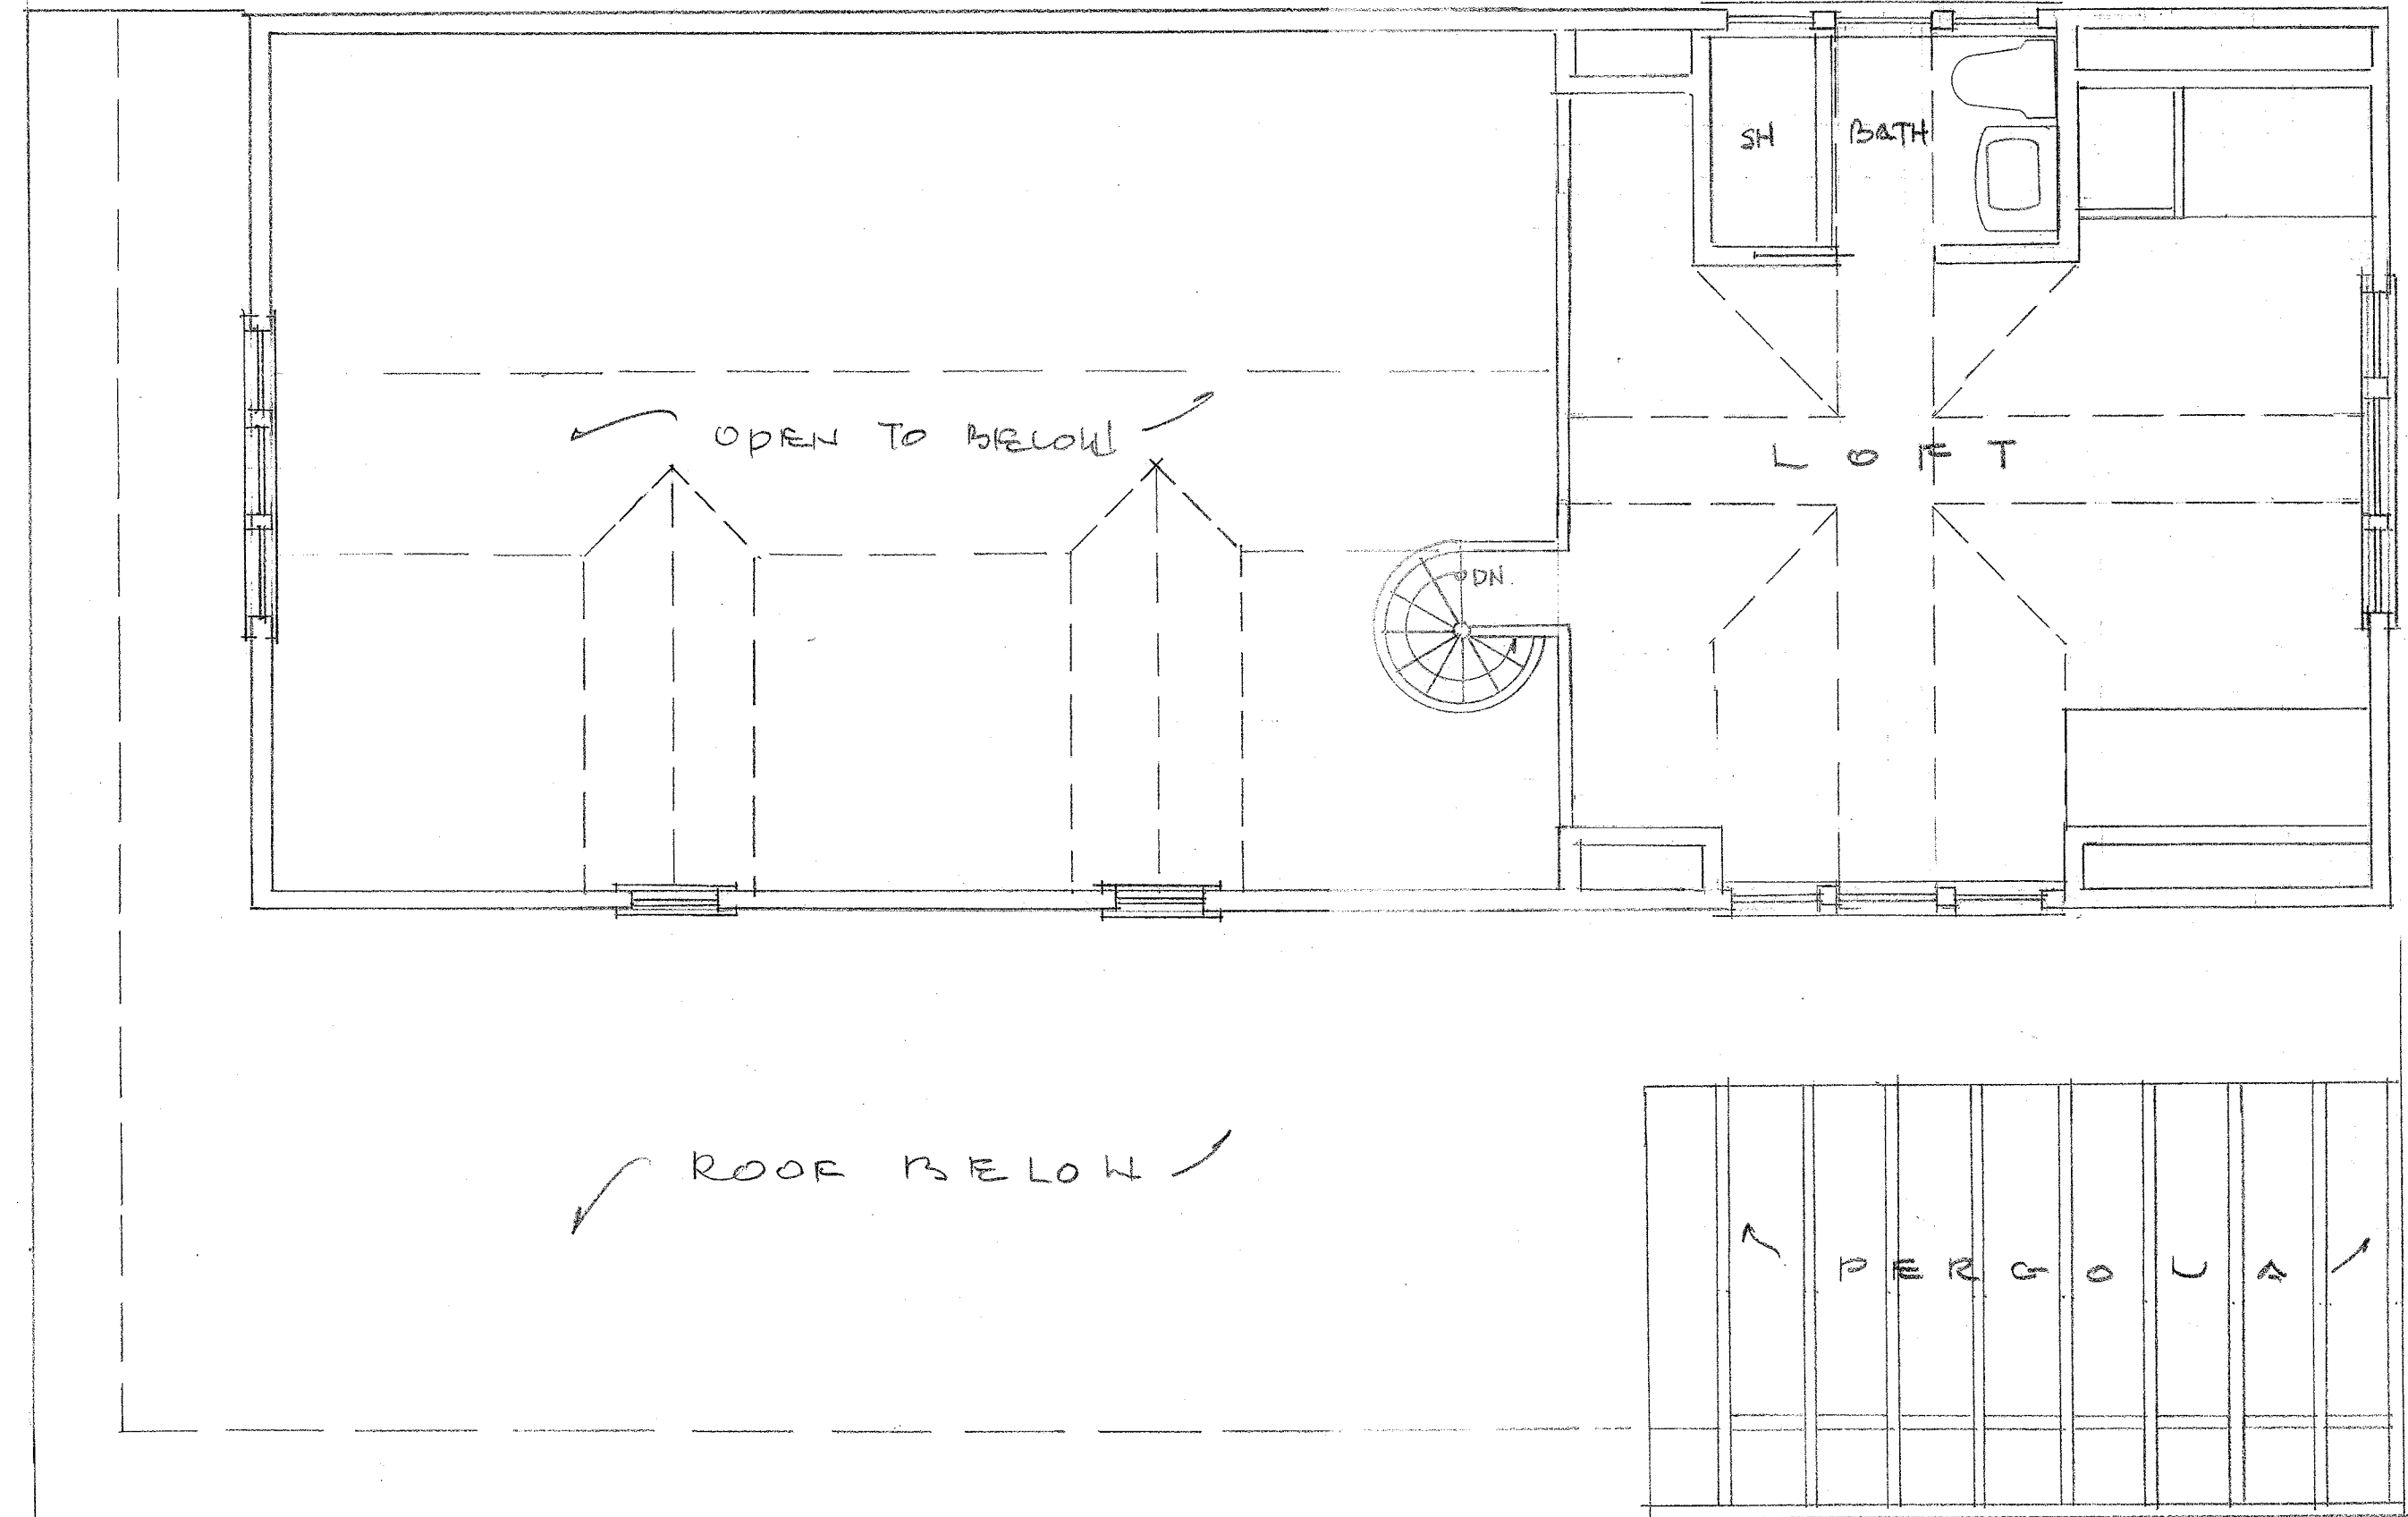 SH
BATH
OPEN TO BELOW
LOFT
DN.
ROOF BELOW
PERGOLA